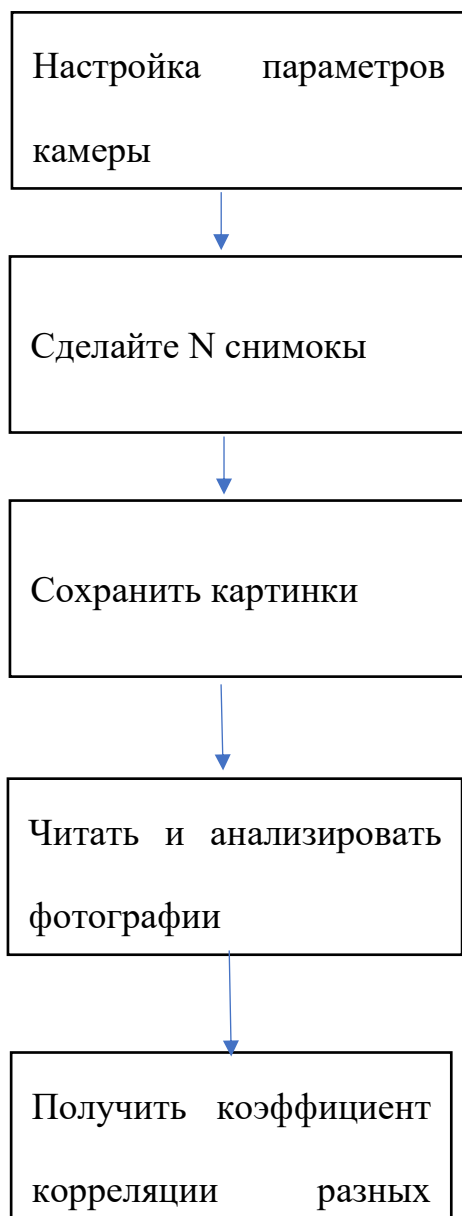 Настройка параметров
камеры
Сделайте N снимокы
Сохранить картинки
Читать и анализировать
фотографии
Получить коэффициент
корреляции разных